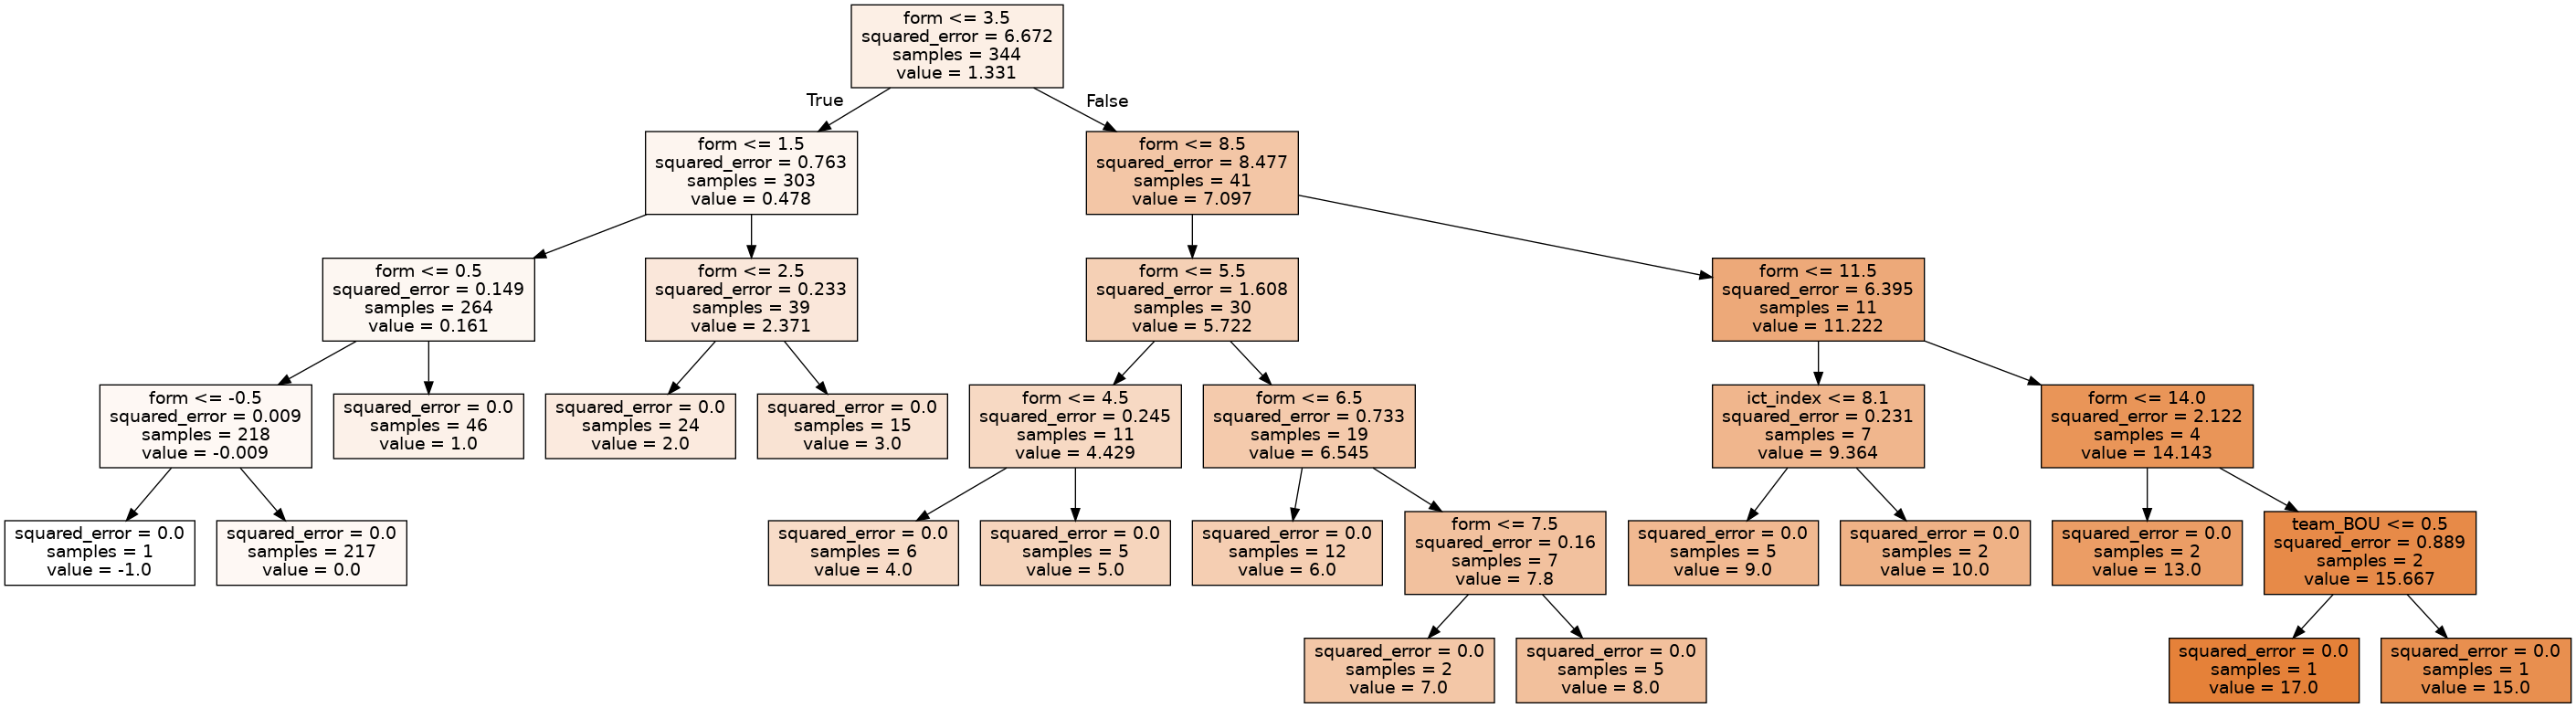 form <= 3.5
squared_error = 6.672
samples = 344
value = 1.331
True
False
form <= 1.5
squared_error = 0.763
samples = 303
value = 0.478
form <= 8.5
squared_error = 8.477
samples = 41
value = 7.097
form <= 0.5
squared_error = 0.149
samples = 264
value = 0.161
form <= 2.5
squared_error = 0.233
samples = 39
value = 2.371
form <= 5.5
squared_error = 1.608
samples = 30
value = 5.722
form <= 11.5
squared_error = 6.395
samples = 11
value = 11.222
form <= -0.5
squared_error = 0.009
samples = 218
value = -0.009
squared_error = 0.0
samples = 46
value = 1.0
squared_error = 0.0
samples = 24
value = 2.0
squared_error = 0.0
samples = 15
value = 3.0
form <= 4.5
squared_error = 0.245
samples = 11
value = 4.429
form <= 6.5
squared_error = 0.733
samples = 19
value = 6.545
ict_index <= 8.1
squared_error = 0.231
samples = 7
value = 9.364
form <= 14.0
squared_error = 2.122
samples = 4
value = 14.143
squared_error = 0.0
samples = 1
value = -1.0
squared_error = 0.0
samples = 217
value = 0.0
squared_error = 0.0
samples = 6
value = 4.0
squared_error = 0.0
samples = 5
value = 5.0
squared_error = 0.0
samples = 12
value = 6.0
form <= 7.5
squared_error = 0.16
samples = 7
value = 7.8
squared_error = 0.0
samples = 5
value = 9.0
squared_error = 0.0
samples = 2
value = 10.0
squared_error = 0.0
samples = 2
value = 13.0
team_BOU <= 0.5
squared_error = 0.889
samples = 2
value = 15.667
squared_error = 0.0
samples = 2
value = 7.0
squared_error = 0.0
samples = 5
value = 8.0
squared_error = 0.0
samples = 1
value = 17.0
squared_error = 0.0
samples = 1
value = 15.0